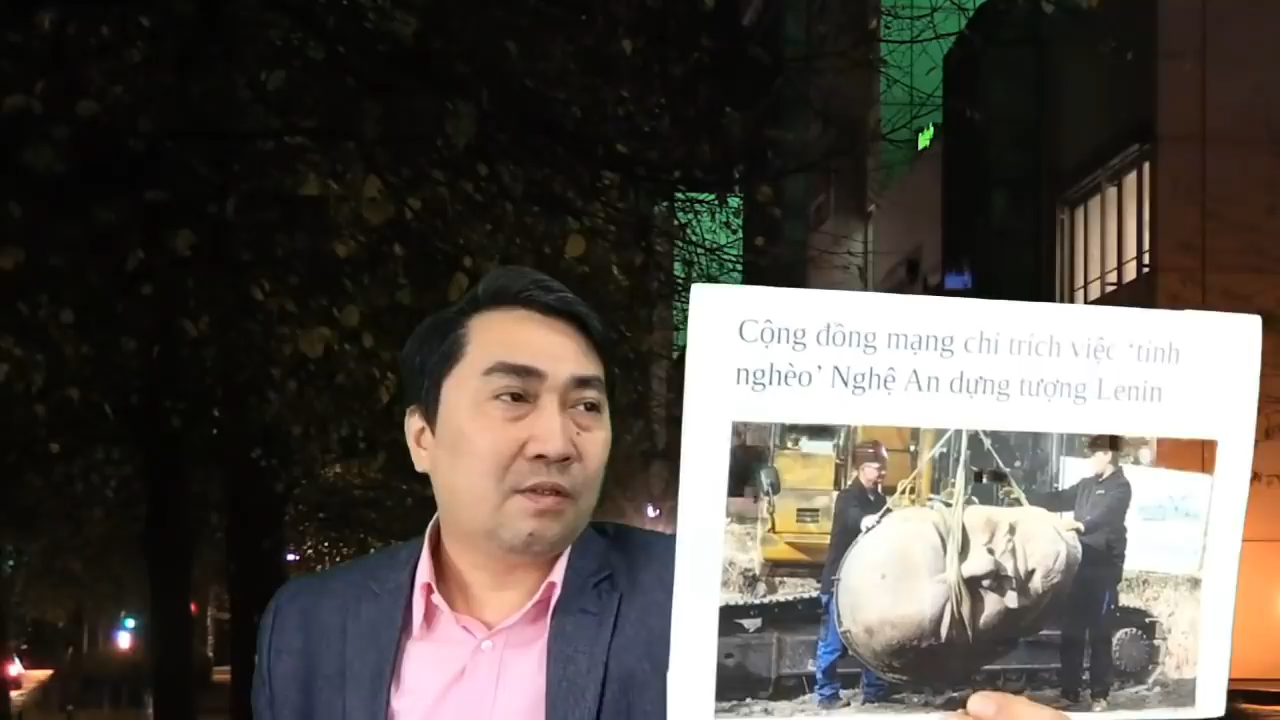 Cộng đồng mạng chỉ trích việc ‘tỉnh
nghèo’ Nghệ An dựng tượng Lenin